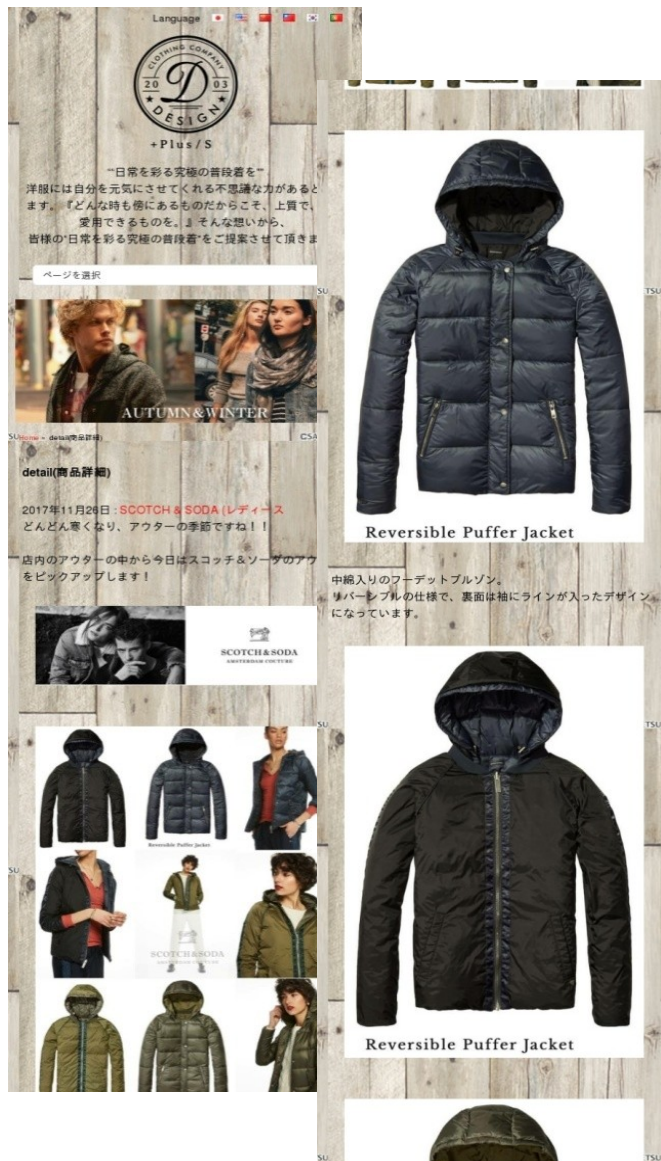 Language
CLOTHING COMPANY
D
20 03
DESIGN
+Plus/S
""日常を彩る究極の普段着を""
洋服には自分を元気にさせてくれる不思議な力があると
ます。『どんな時も傍にあるものだからこそ、上質で、
愛用できるものを。』そんな想いから、
皆様の"日常を彩る究極の普段着"をご提案させて頂きま
ページを選択
AUTUMN&WINTER
Home » detail(商品詳細)
detail(商品詳細)
2017年11月26日 : SCOTCH & SODA (レディース
どんどん寒くなり、アウターの季節ですね！！
店内のアウターの中から今日はスコッチ＆ソーダのアウ
をピックアップします！
SCOTCH&SODA
AMSTERDAM COUTURE
Reversible Puffer Jacket
SCOTCH&SODA
AMSTERDAM COUTURE
Reversible Puffer Jacket
中綿入りのフーデットブルゾン。
リバーシブルの仕様で、裏面は袖にラインが入ったデザイン
になっています。
Reversible Puffer Jacket